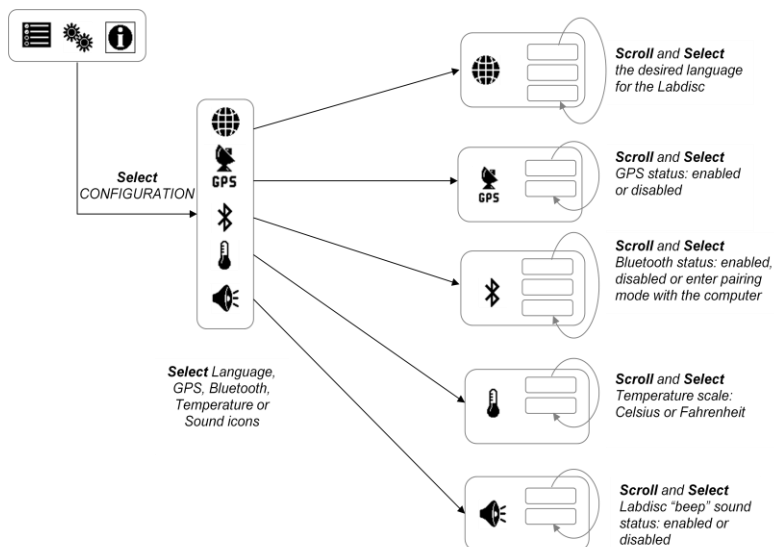 Scroll and Select
the desired language
for the Labdisc
GPS
Select
CONFIGURATION
Scroll and Select
GPS status: enabled
or disabled
GPS
Scroll and Select
Bluetooth status: enabled,
disabled or enter pairing
mode with the computer
Select Language,
GPS, Bluetooth,
Temperature or
Sound icons
Scroll and Select
Temperature scale:
Celsius or Fahrenheit
Scroll and Select
Labdisc “beep” sound
status: enabled or
disabled